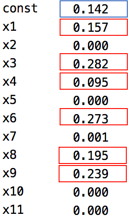 const 0.142
x1 0.157
x2 0.000
x3 0.282
x4 0.095
x5 0.000
x6 0.273
x7 0.001
x8 0.195
x9 0.239
x10 0.000
x11 0.000